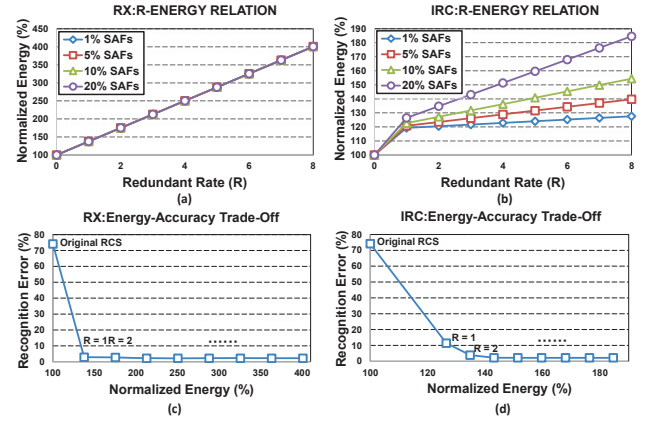 RX:R-ENERGY RELATION
Normalized Energy (%)
450
400
350
300
250
200
150
100
1% SAFs
5% SAFs
10% SAFs
20% SAFs
0 2 4 6 8
Redundant Rate (R)
(a)
IRC:R-ENERGY RELATION
Normalized Energy (%)
190
180
170
160
150
140
130
120
110
100
1% SAFs
5% SAFs
10% SAFs
20% SAFs
0 2 4 6 8
Redundant Rate (R)
(b)
RX:Energy-Accuracy Trade-Off
Recognition Error (%)
80
70
60
50
40
30
20
10
0
Original RCS
R = 1 R = 2
......
100 150 200 250 300 350 400
Normalized Energy (%)
(c)
IRC:Energy-Accuracy Trade-Off
Recognition Error (%)
80
70
60
50
40
30
20
10
0
Original RCS
R = 1
R = 2
......
100 120 140 160 180
Normalized Energy (%)
(d)